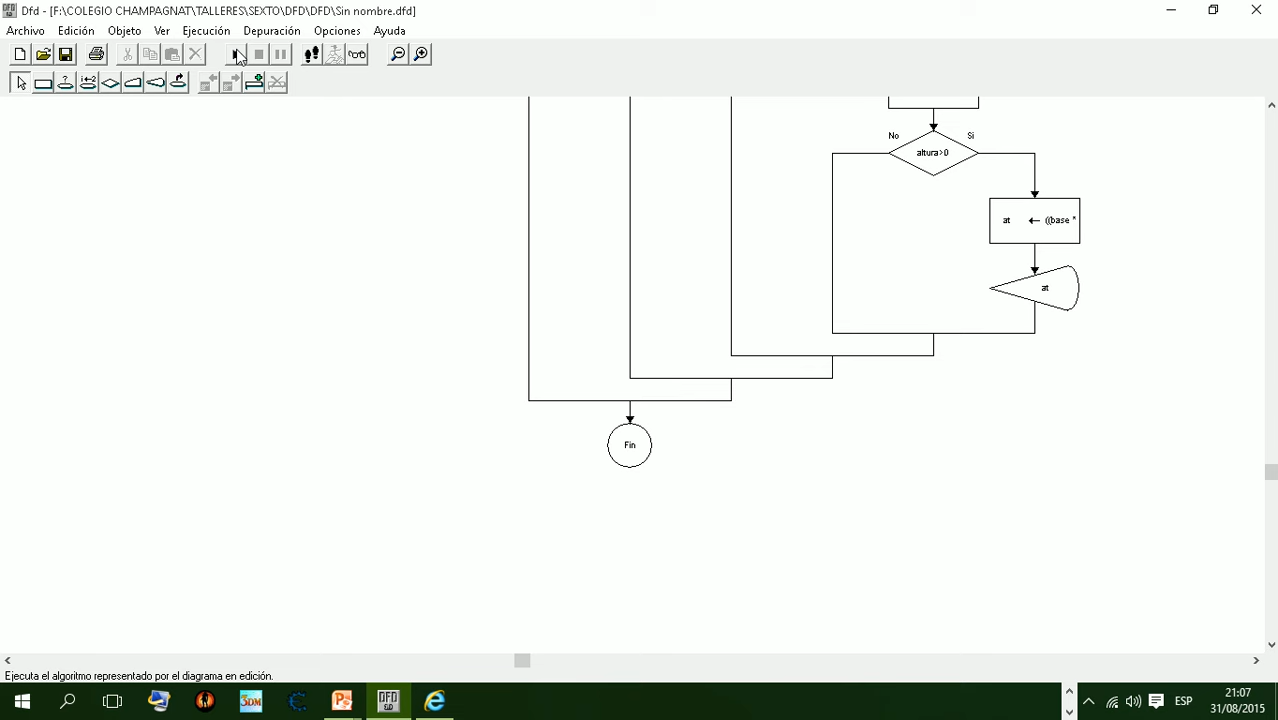 Dfd - [F:\COLEGIO CHAMPAGNAT\TALLERES\SEXTO\DFD\DFD\Sin nombre.dfd]
Archivo Edición Objeto Ver Ejecución Depuración Opciones Ayuda
No Si
altura>0
at ← ((base *
at
Fin
Ejecuta el algoritmo representado por el diagrama en edición.
3DM
DFD
ESP
21:07
31/08/2015